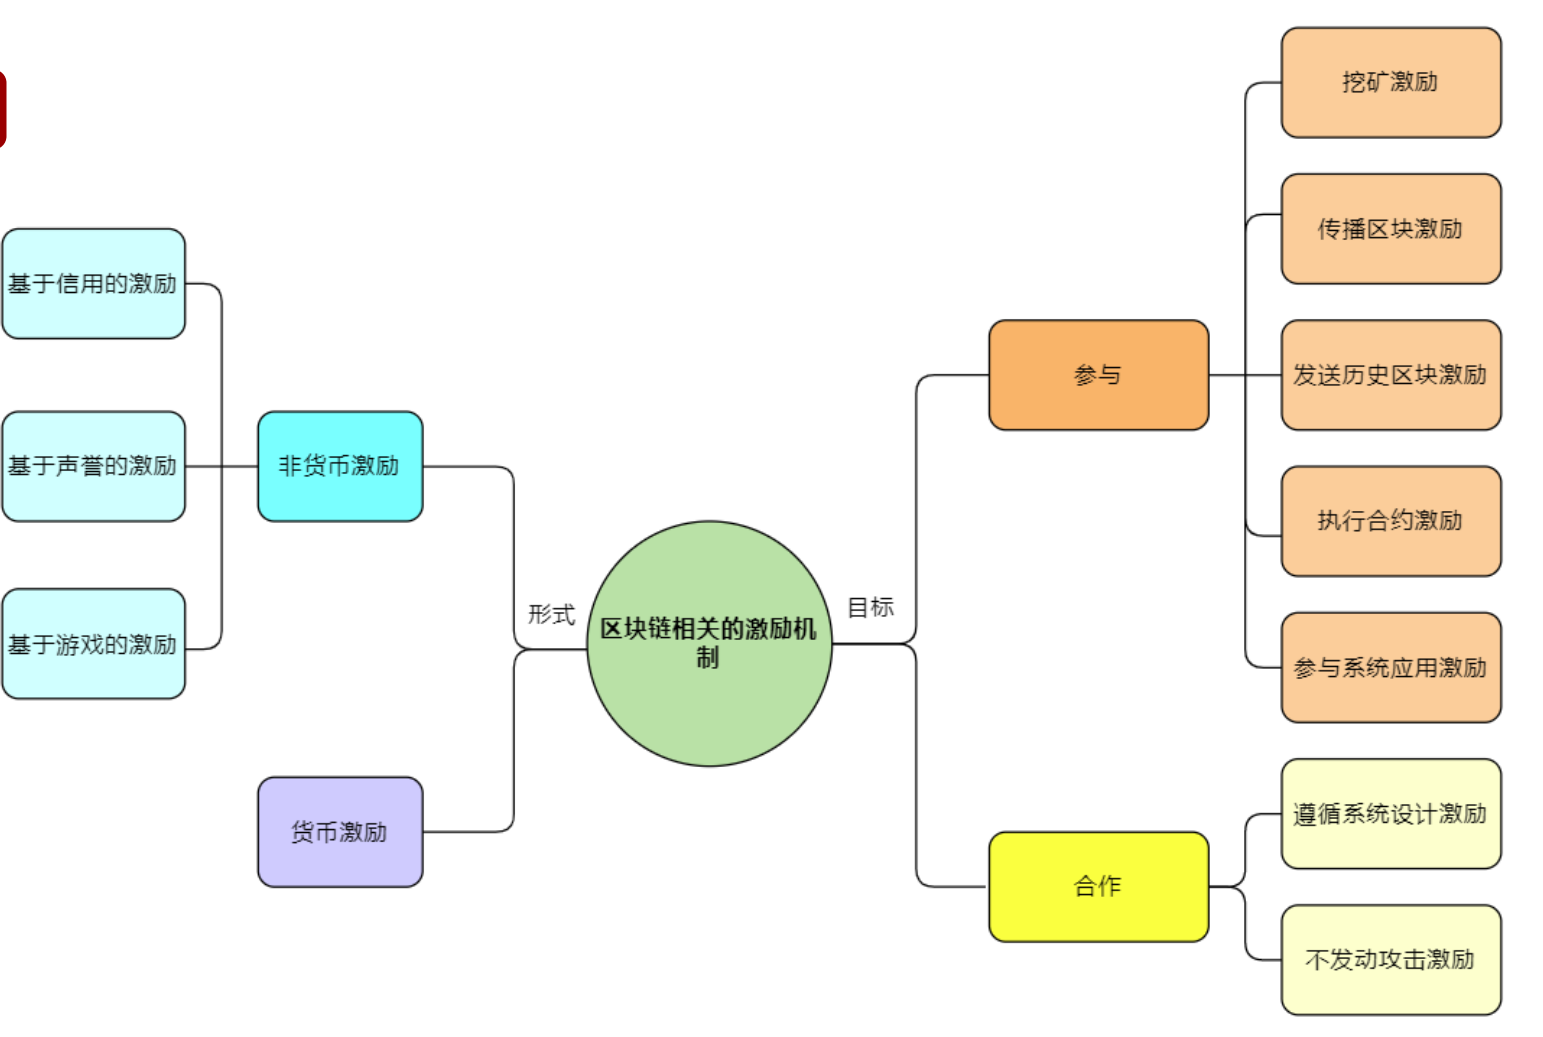 基于信用的激励
基于声誉的激励
基于游戏的激励
非货币激励
货币激励
形式
区块链相关的激励机
制
目标
参与
合作
挖矿激励
传播区块激励
发送历史区块激励
执行合约激励
参与系统应用激励
遵循系统设计激励
不发动攻击激励